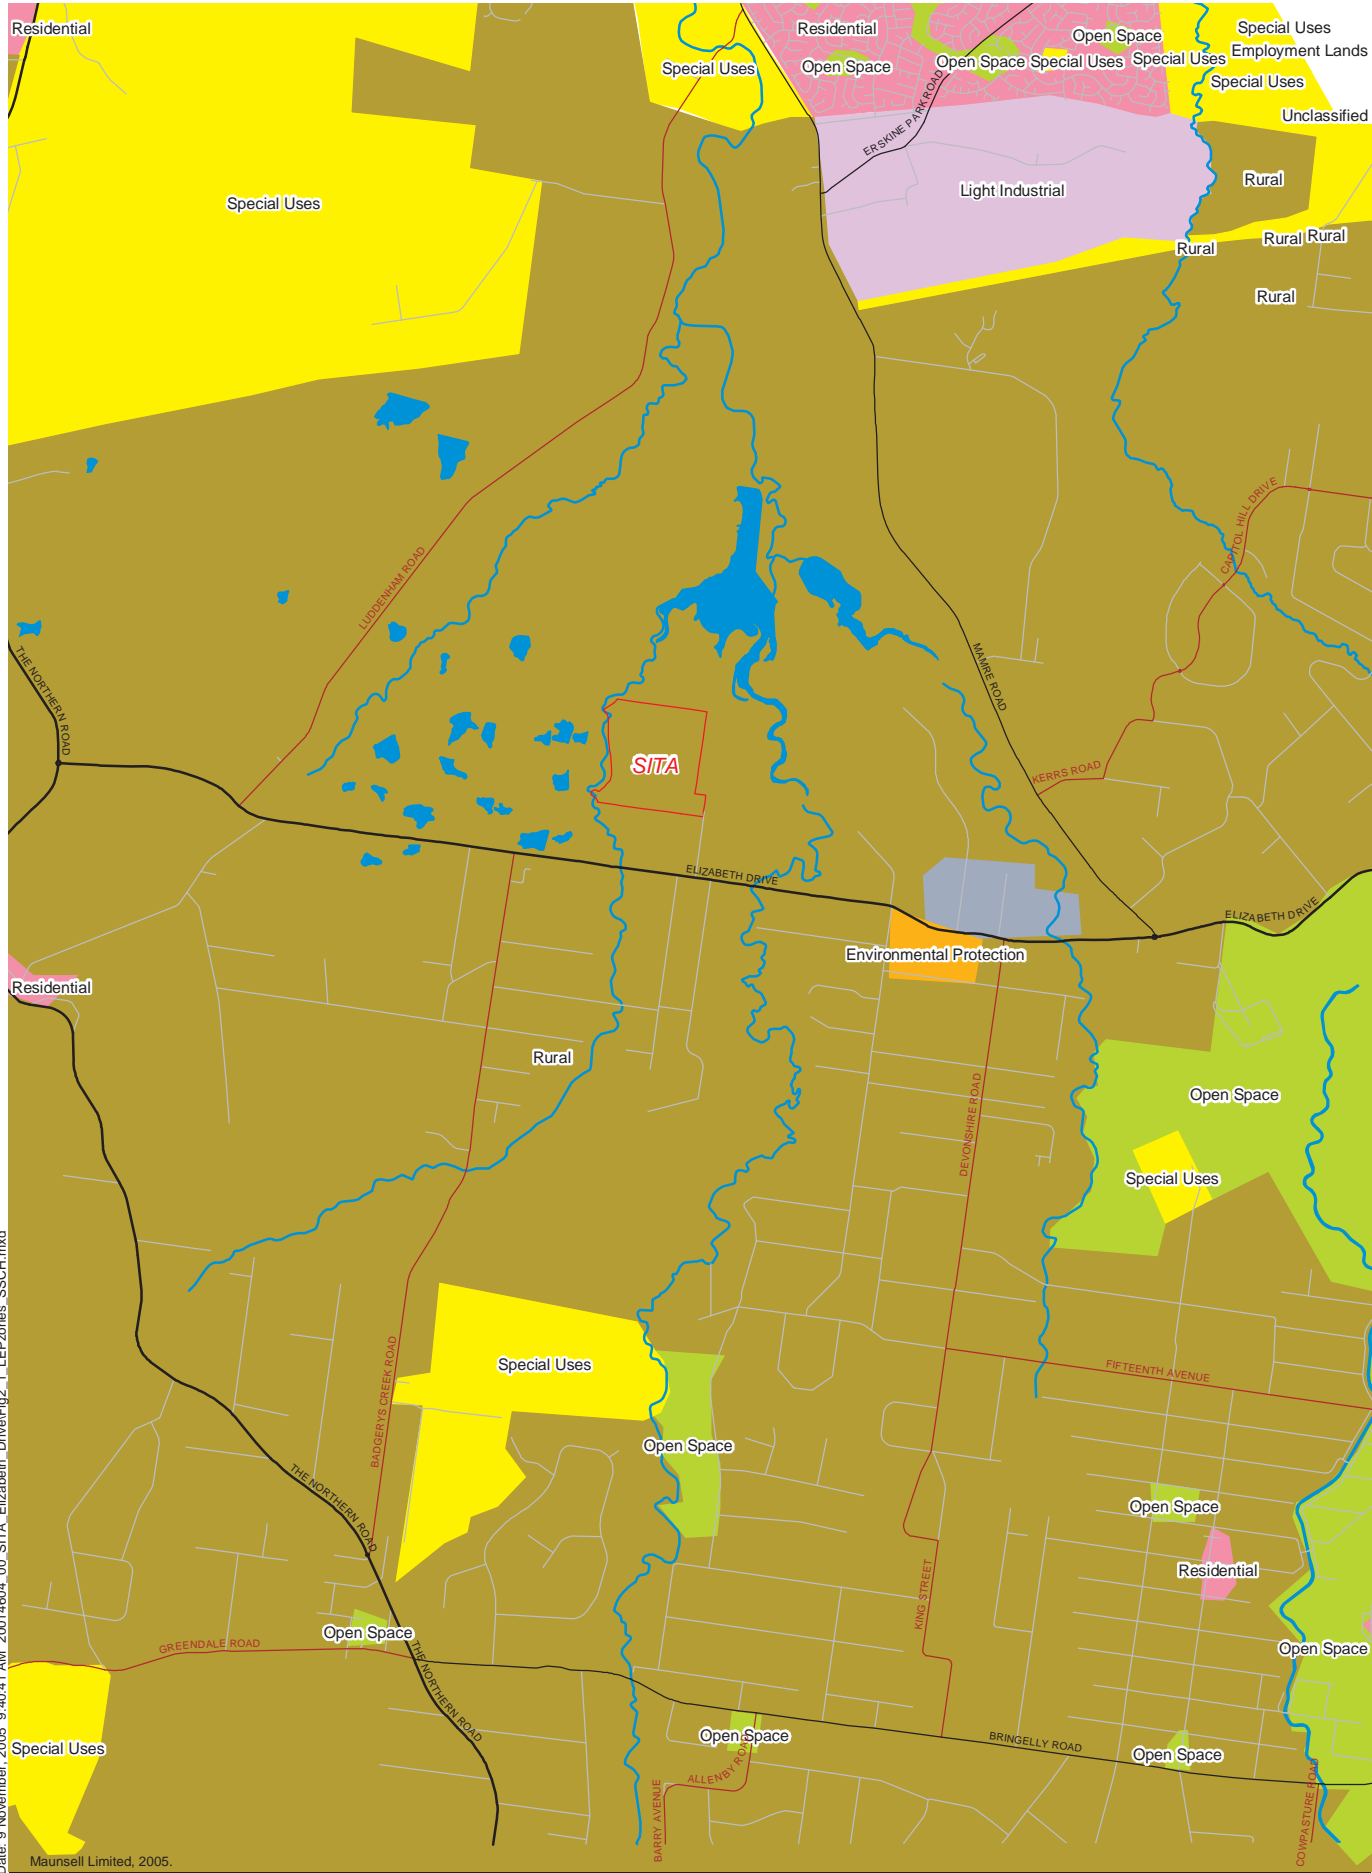 Residential
Residential
Special Uses
Open Space
Employment Lands
Special Uses
Open Space
Open Space
Special Uses
Special Uses
Special Uses
Unclassified
ERSKINE PARK ROAD
Light Industrial
Rural
Special Uses
Rural
Rural
Rural
Rural
CAPITOL HILL DRIVE
LUDDENHAM ROAD
THE NORTHERN ROAD
MAMRE ROAD
SITA
KERRS ROAD
ELIZABETH DRIVE
ELIZABETH DRIVE
Environmental Protection
Residential
Rural
Open Space
DEVONSHIRE ROAD
Special Uses
Special Uses
FIFTEENTH AVENUE
BADGERYS CREEK ROAD
Open Space
THE NORTHERN ROAD
Open Space
Residential
KING STREET
Open Space
GREENDALE ROAD
Open Space
THE NORTHERN ROAD
Open Space
BRINGELLY ROAD
Special Uses
Open Space
ALLENBY ROAD
BARRY AVENUE
COWPASTURE ROAD
Maunsell Limited, 2005.